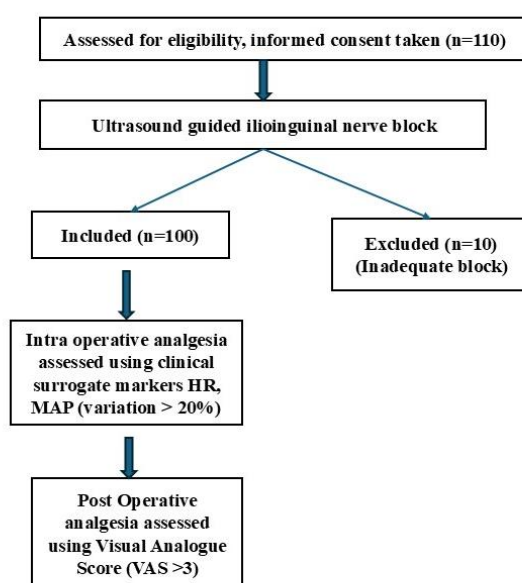 Assessed for eligibility, informed consent taken (n=110)
Ultrasound guided ilioinguinal nerve block
Included (n=100)
Excluded (n=10)
(Inadequate block)
Intra operative analgesia
assessed using clinical
surrogate markers HR,
MAP (variation > 20%)
Post Operative
analgesia assessed
using Visual Analogue
Score (VAS >3)